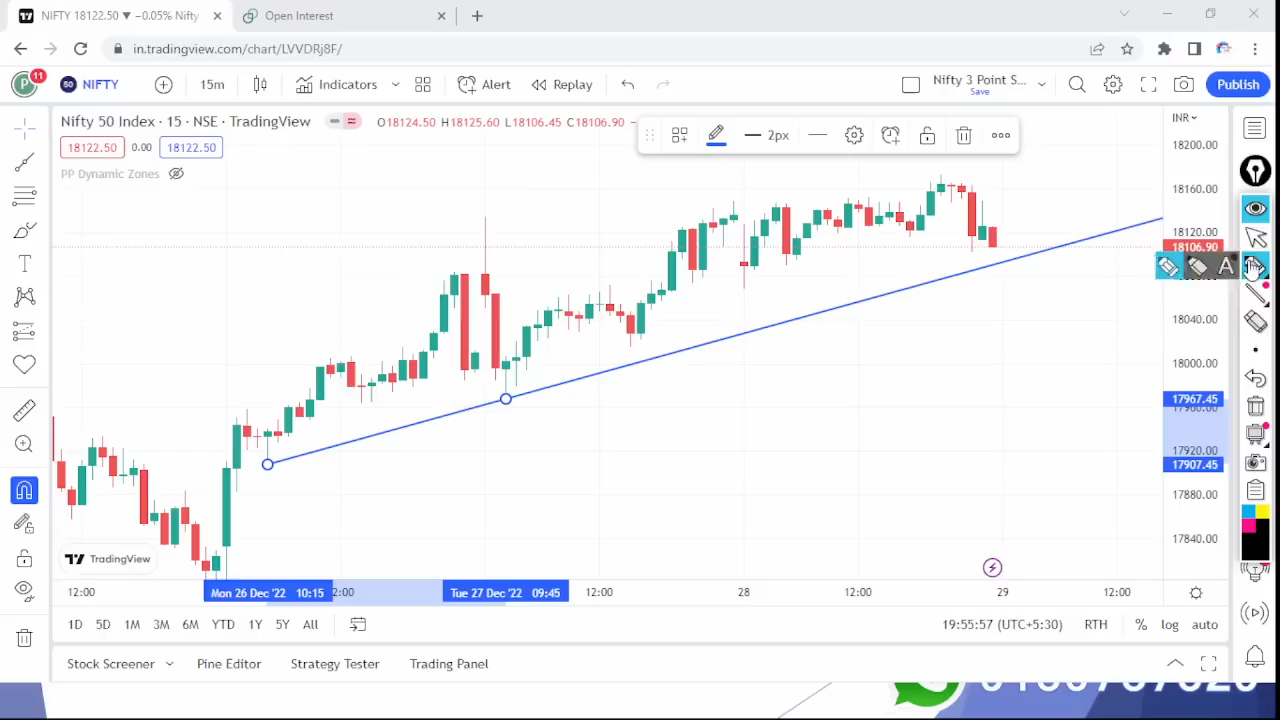 NIFTY 18122.50 ▼ −0.05% Nifty
Open Interest
in.tradingview.com/chart/LVVDRj8F/
P
11
50
NIFTY
15m
Indicators
Alert
Replay
Nifty 3 Point S...
Save
Publish
Nifty 50 Index · 15 · NSE · TradingView
O18124.50 H18125.60 L18106.45 C18106.90
INR
18122.50
0.00
18122.50
2px
PP Dynamic Zones
18200.00
18160.00
18120.00
18106.90
A
18040.00
18000.00
17967.45
17960.00
17920.00
17907.45
17880.00
17840.00
TradingView
12:00
Mon 26 Dec '22 10:15
2:00
Tue 27 Dec '22 09:45
12:00
28
12:00
29
12:00
1D
5D
1M
3M
6M
YTD
1Y
5Y
All
19:55:57 (UTC+5:30)
RTH
%
log
auto
Stock Screener
Pine Editor
Strategy Tester
Trading Panel